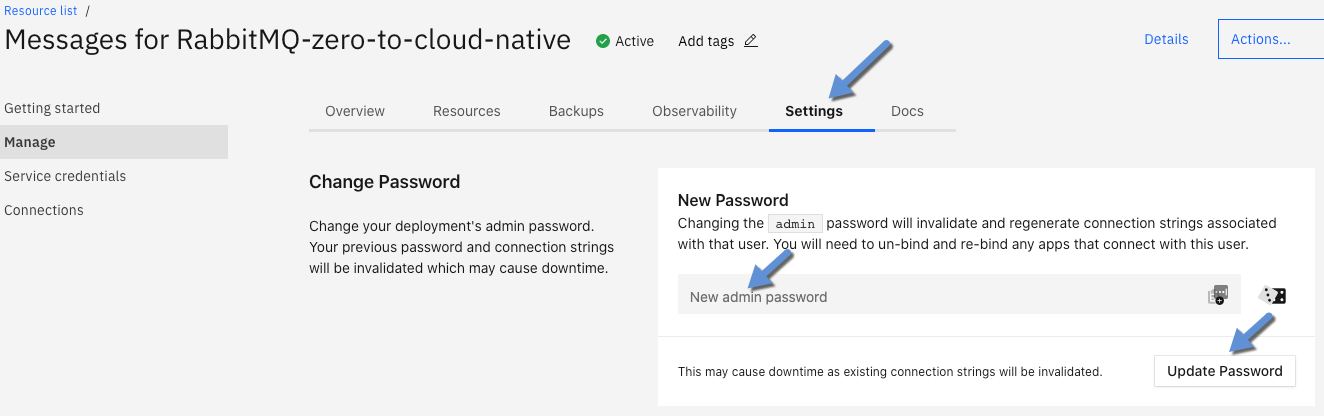 Resource list /
Messages for RabbitMQ-zero-to-cloud-native Active Add tags Details Actions...
Getting started
Manage
Service credentials
Connections
Overview Resources Backups Observability Settings Docs
Change Password
Change your deployment's admin password.
Your previous password and connection strings
will be invalidated which may cause downtime.
New Password
Changing the admin password will invalidate and regenerate connection strings associated
with that user. You will need to un-bind and re-bind any apps that connect with this user.
New admin password
This may cause downtime as existing connection strings will be invalidated. Update Password